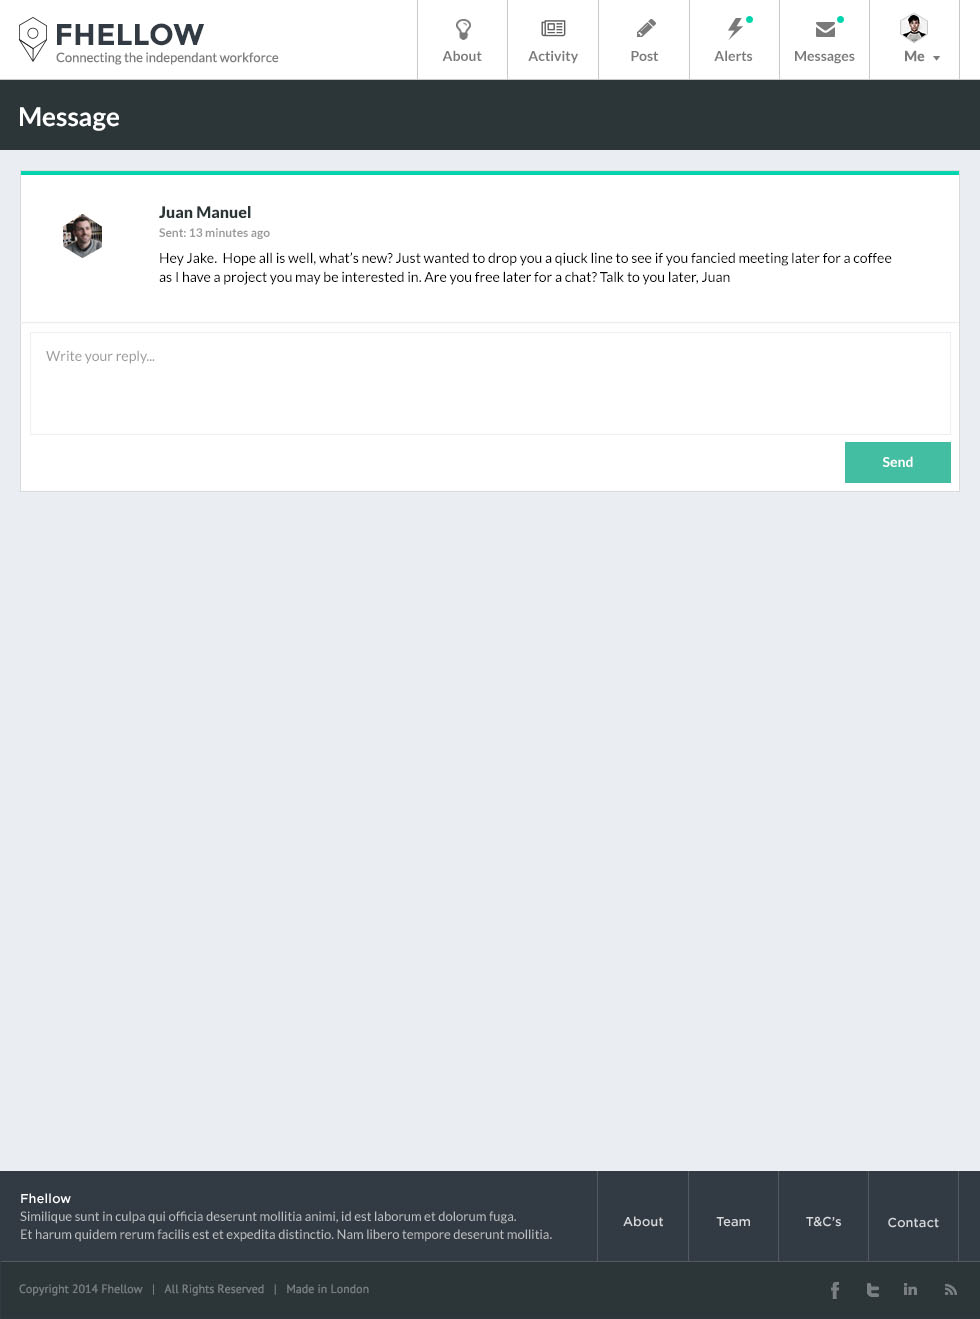 FHELLOW
Connecting the independant workforce
About
Activity
Post
Alerts
Messages
Me
Message
Juan Manuel
Sent: 13 minutes ago
Hey Jake.  Hope all is well, what's new? Just wanted to drop you a qiuck line to see if you fancied meeting later for a coffee
as I have a project you may be interested in. Are you free later for a chat? Talk to you later, Juan
Write your reply...
Send
Fhellow
Similique sunt in culpa qui officia deserunt mollitia animi, id est laborum et dolorum fuga.
Et harum quidem rerum facilis est et expedita distinctio. Nam libero tempore deserunt mollitia.
About
Team
T&C's
Contact
Copyright 2014 Fhellow | All Rights Reserved | Made in London